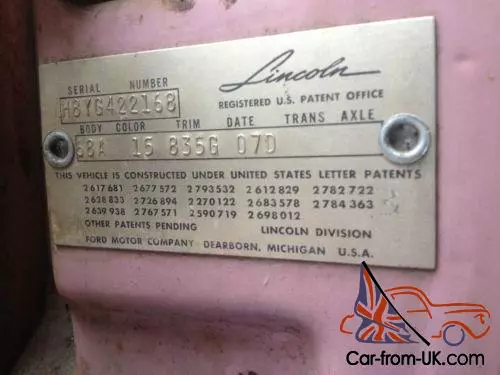 Lincoln
SERIAL NUMBER
H8YG422168
REGISTERED U.S. PATENT OFFICE
BODY COLOR TRIM DATE TRANS AXLE
68A 15 835G 07D
THIS VEHICLE IS CONSTRUCTED UNDER UNITED STATES LETTER PATENTS
2617681 2677572 2793532 2612829 2782722
2628833 2726894 2270122 2683578 2784363
2639938 2767571 2590719 2698012
OTHER PATENTS PENDING LINCOLN DIVISION
FORD MOTOR COMPANY DEARBORN, MICHIGAN U.S.A.
Car-from-UK.com